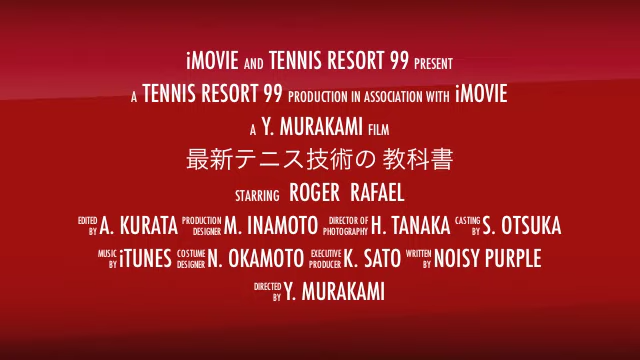 iMOVIE AND TENNIS RESORT 99 PRESENT
A TENNIS RESORT 99 PRODUCTION IN ASSOCIATION WITH iMOVIE
A Y. MURAKAMI FILM
最新テニス技術の 教科書
STARRING ROGER RAFAEL
EDITED BY A. KURATA PRODUCTION DESIGNER M. INAMOTO DIRECTOR OF PHOTOGRAPHY H. TANAKA CASTING BY S. OTSUKA
MUSIC BY iTUNES COSTUME DESIGNER N. OKAMOTO EXECUTIVE PRODUCER K. SATO WRITTEN BY NOISY PURPLE
DIRECTED BY Y. MURAKAMI